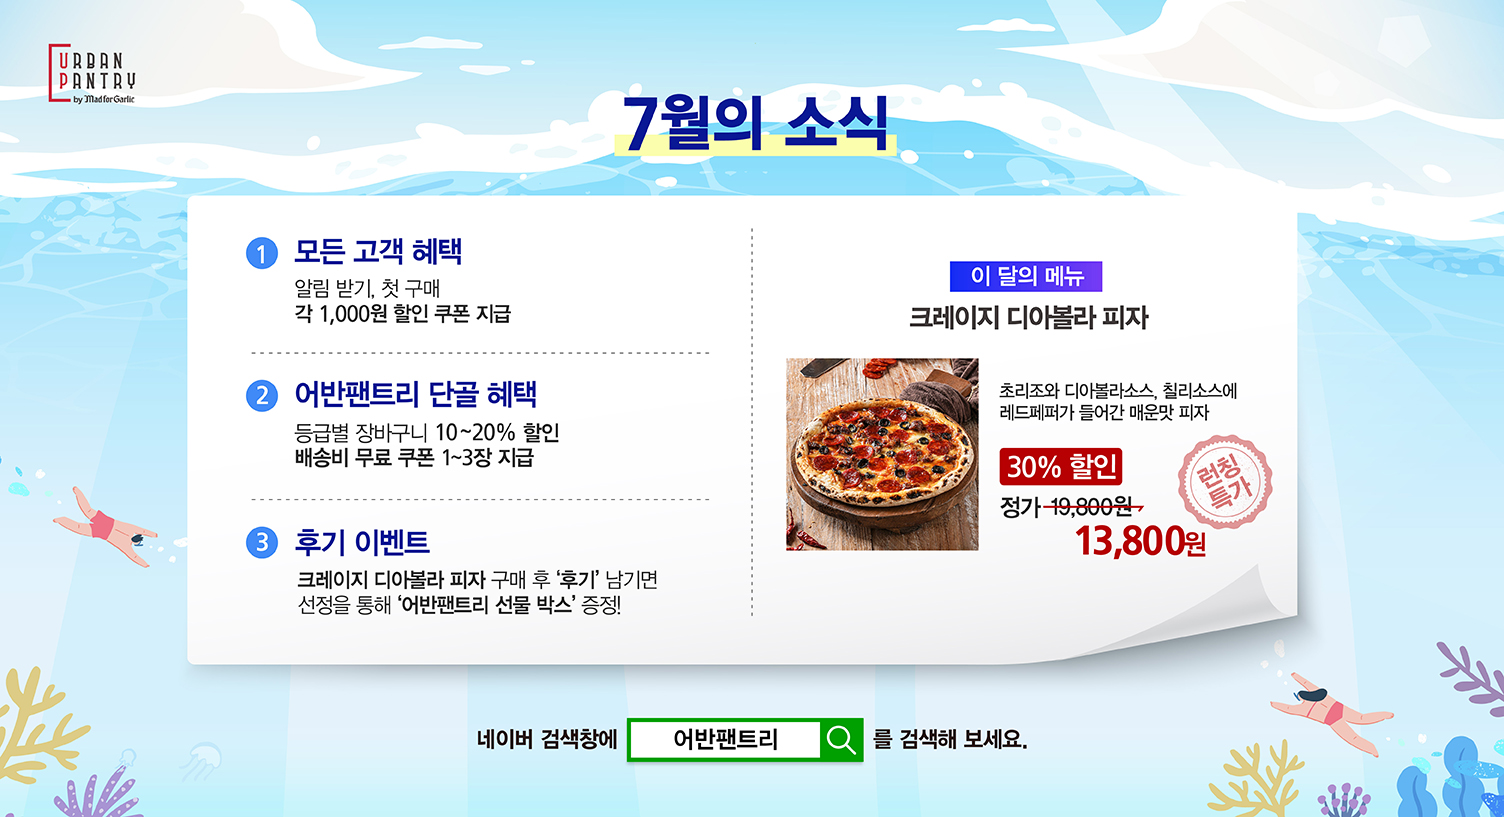 URBAN
PANTRY
by Mad for Garlic
7월의 소식
1 모든 고객 혜택
알림 받기, 첫 구매
각 1,000원 할인 쿠폰 지급
2 어반팬트리 단골 혜택
등급별 장바구니 10~20% 할인
배송비 무료 쿠폰 1~3장 지급
3 후기 이벤트
크레이지 디아볼라 피자 구매 후 ‘후기’ 남기면
선정을 통해 ‘어반팬트리 선물 박스’ 증정!
이 달의 메뉴
크레이지 디아볼라 피자
초리조와 디아볼라소스, 칠리소스에
레드페퍼가 들어간 매운맛 피자
30% 할인
정가 19,800원
13,800원
런칭
특가
네이버 검색창에 어반팬트리 를 검색해 보세요.